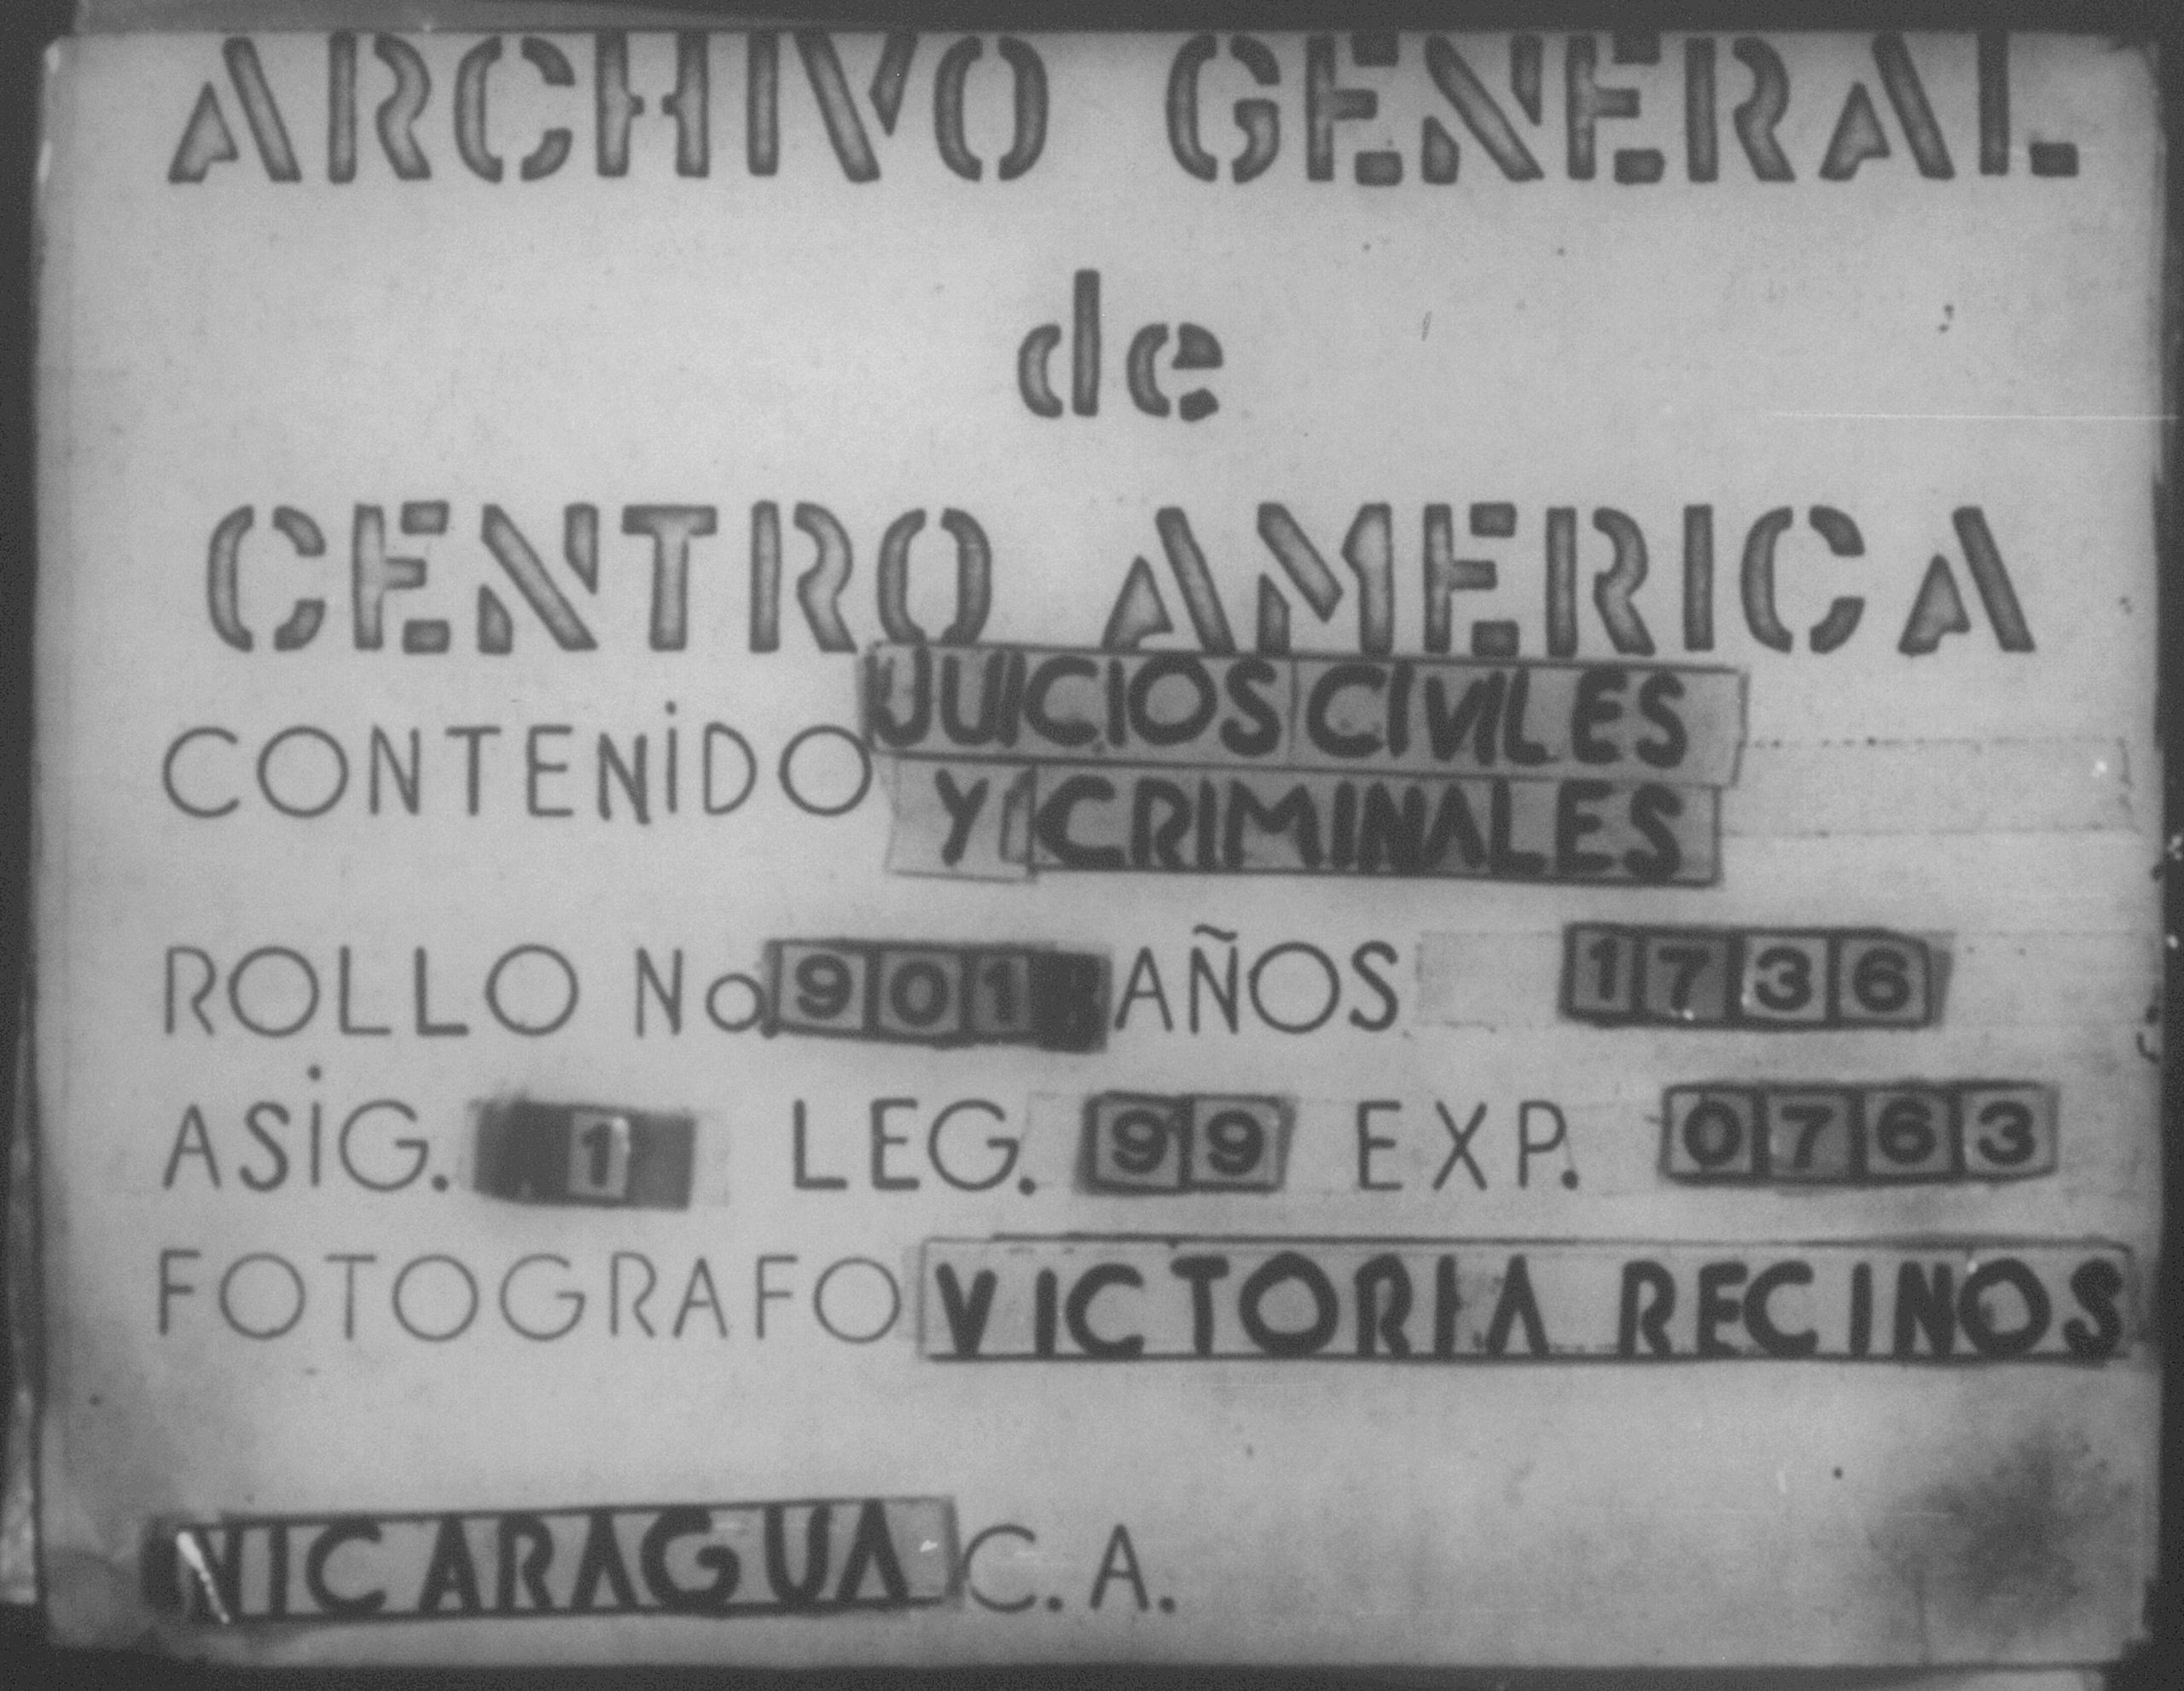 ARCHIVO GENERAL
de
CENTRO AMERICA
CONTENIDO JUICIOS CIVILES
Y CRIMINALES
ROLLO No 901 AÑOS 1736
ASIG. 1 LEG. 99 EXP. 0763
FOTOGRAFO VICTORIA RECINOS
NICARAGUA C. A.